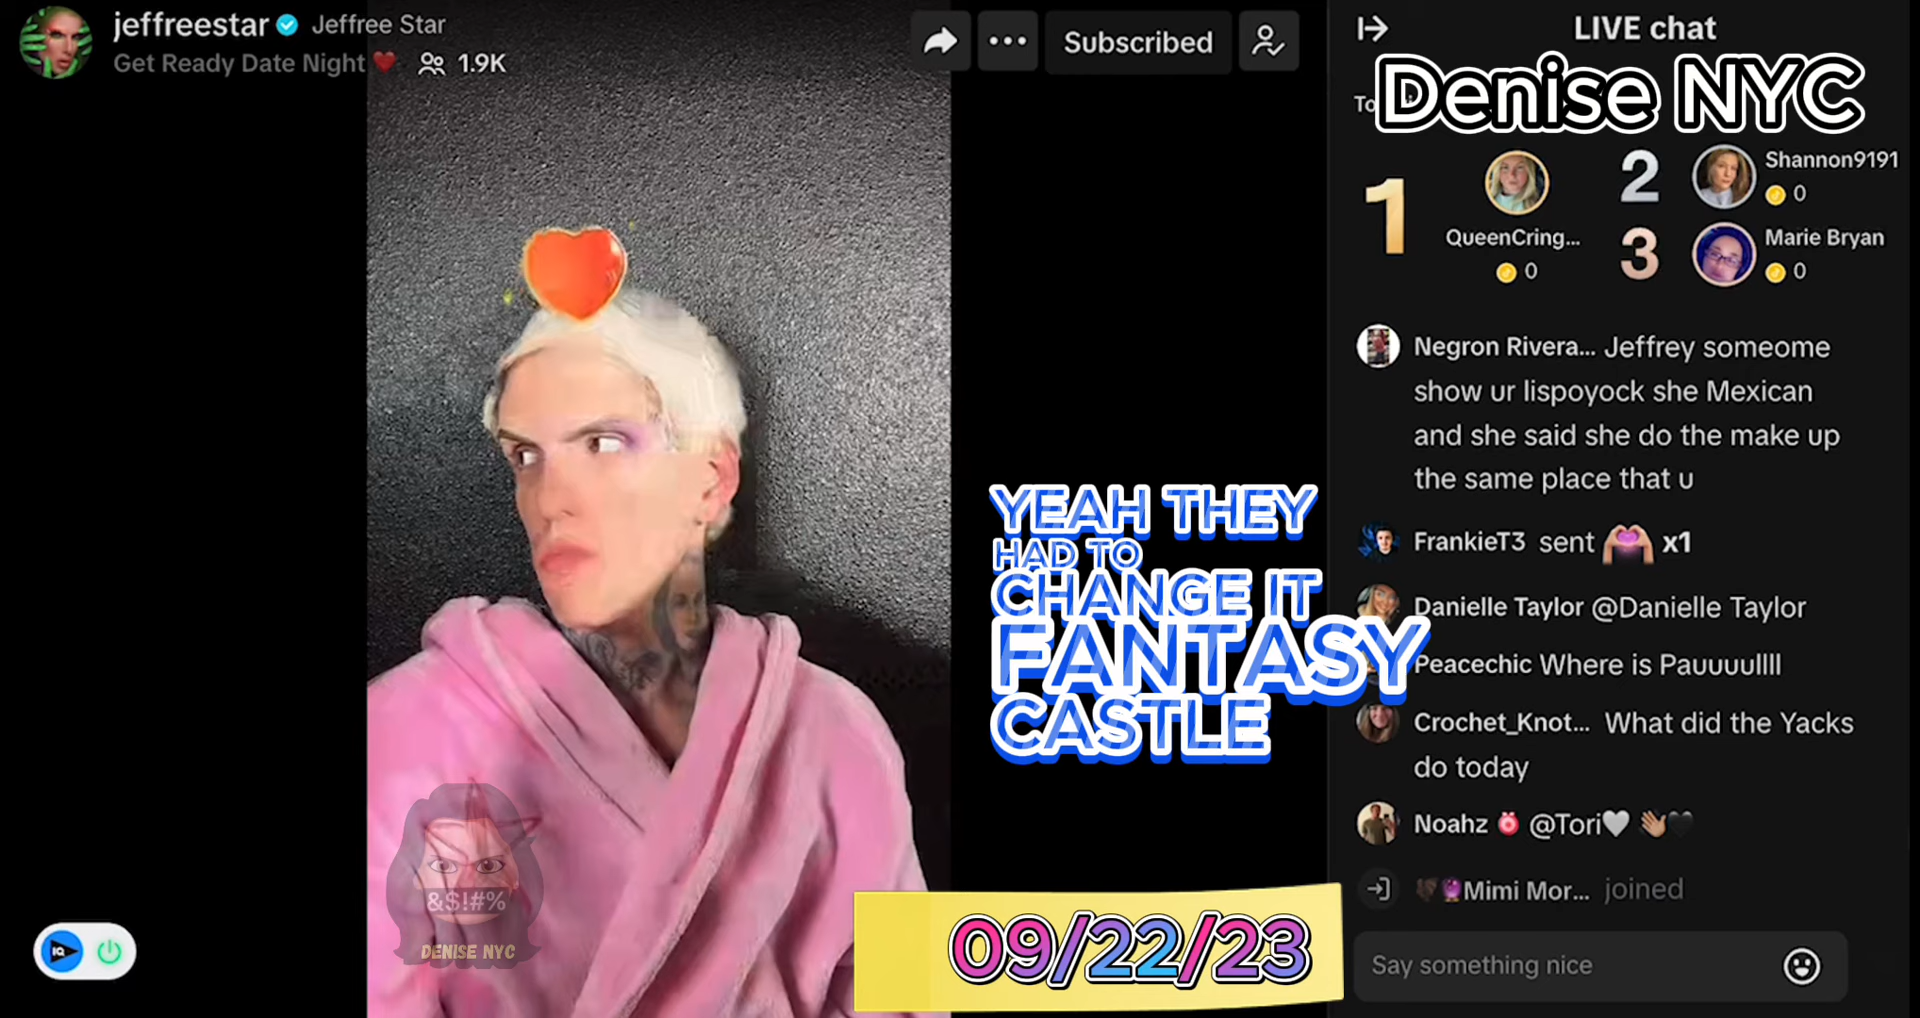 jeffreestar Jeffree Star
Get Ready Date Night ❤️ 1.9K
Subscribed
LIVE chat
Denise NYC
1
QueenCring...
0
2
Shannon9191
0
3
Marie Bryan
0
Negron Rivera... Jeffrey someome
show ur lispoyock she Mexican
and she said she do the make up
the same place that u
FrankieT3 sent x1
Danielle Taylor @Danielle Taylor
Peacechic Where is Pauuuullll
Crochet_Knot... What did the Yacks
do today
Noahz @Tori🤍 👋🏽🖤
Mimi Mor... joined
Say something nice
YEAH THEY
HAD TO
CHANGE IT
FANTASY
CASTLE
&$!#%
DENISE NYC
IQ
09/22/23